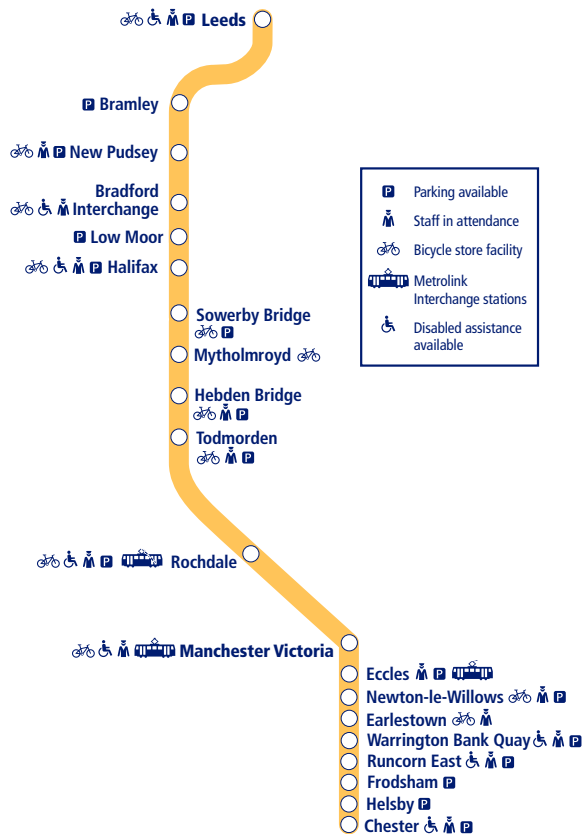 Leeds
P Bramley
P New Pudsey
Bradford
Interchange
P Low Moor
P Halifax
Sowerby Bridge
P
Mytholmroyd
Hebden Bridge
P
Todmorden
P
P Rochdale
Manchester Victoria
Eccles P
Newton-le-Willows P
Earlestown
Warrington Bank Quay P
Runcorn East P
Frodsham P
Helsby P
Chester P
P Parking available
Staff in attendance
Bicycle store facility
Metrolink
Interchange stations
Disabled assistance
available